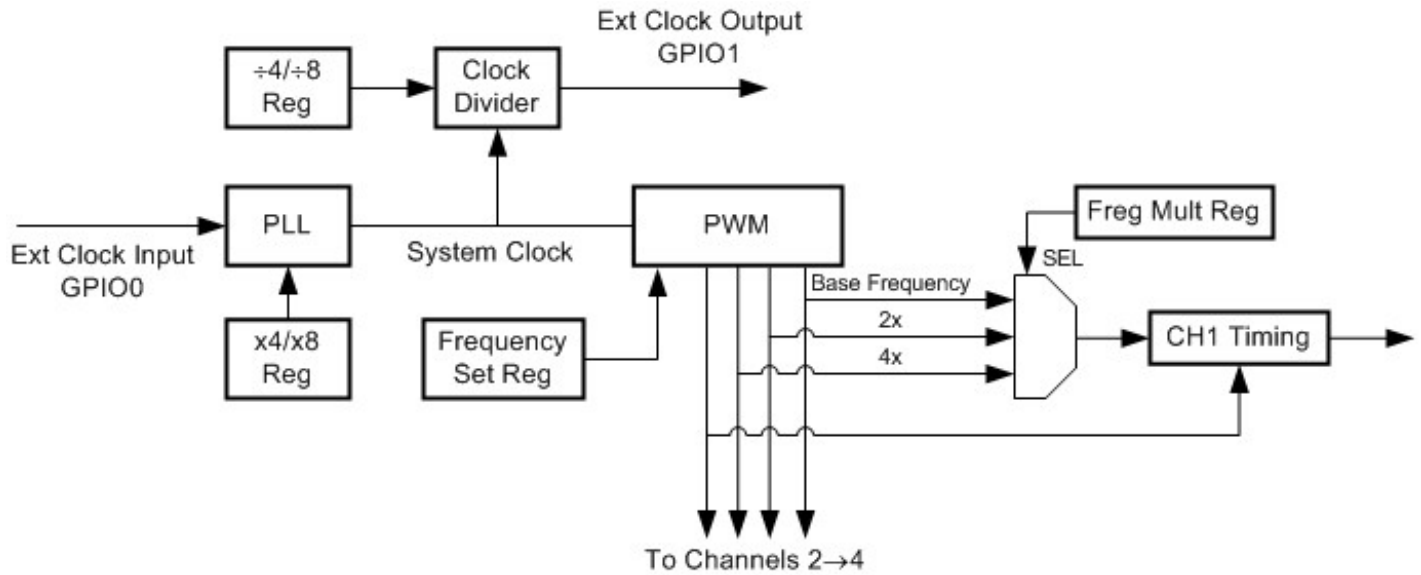 Ext Clock Output
GPIO1
÷4/÷8
Reg
Clock
Divider
Ext Clock Input
GPIO0
PLL
System Clock
PWM
Freg Mult Reg
SEL
x4/x8
Reg
Frequency
Set Reg
Base Frequency
2x
4x
CH1 Timing
To Channels 2→4